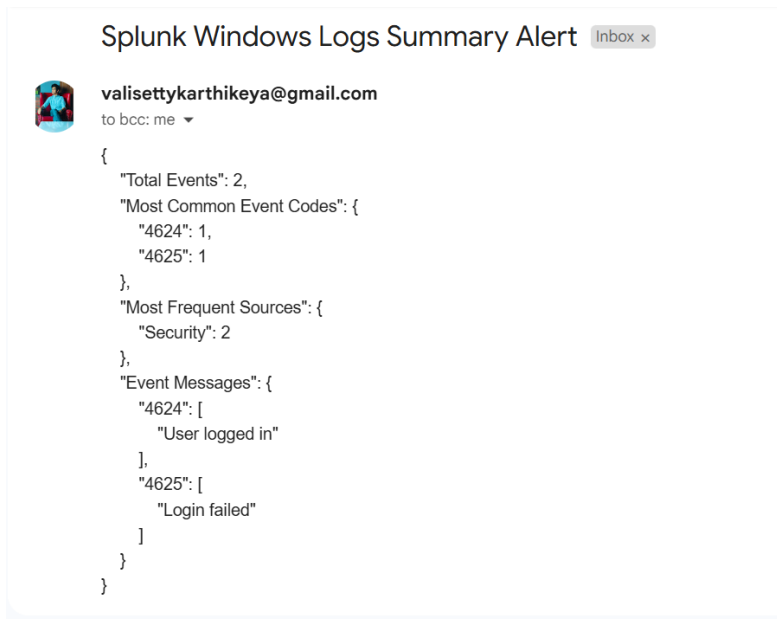 Splunk Windows Logs Summary Alert Inbox x
valisettykarthikeya@gmail.com
to bcc: me
{
"Total Events": 2,
"Most Common Event Codes": {
"4624": 1,
"4625": 1
},
"Most Frequent Sources": {
"Security": 2
},
"Event Messages": {
"4624": [
"User logged in"
],
"4625": [
"Login failed"
]
}
}